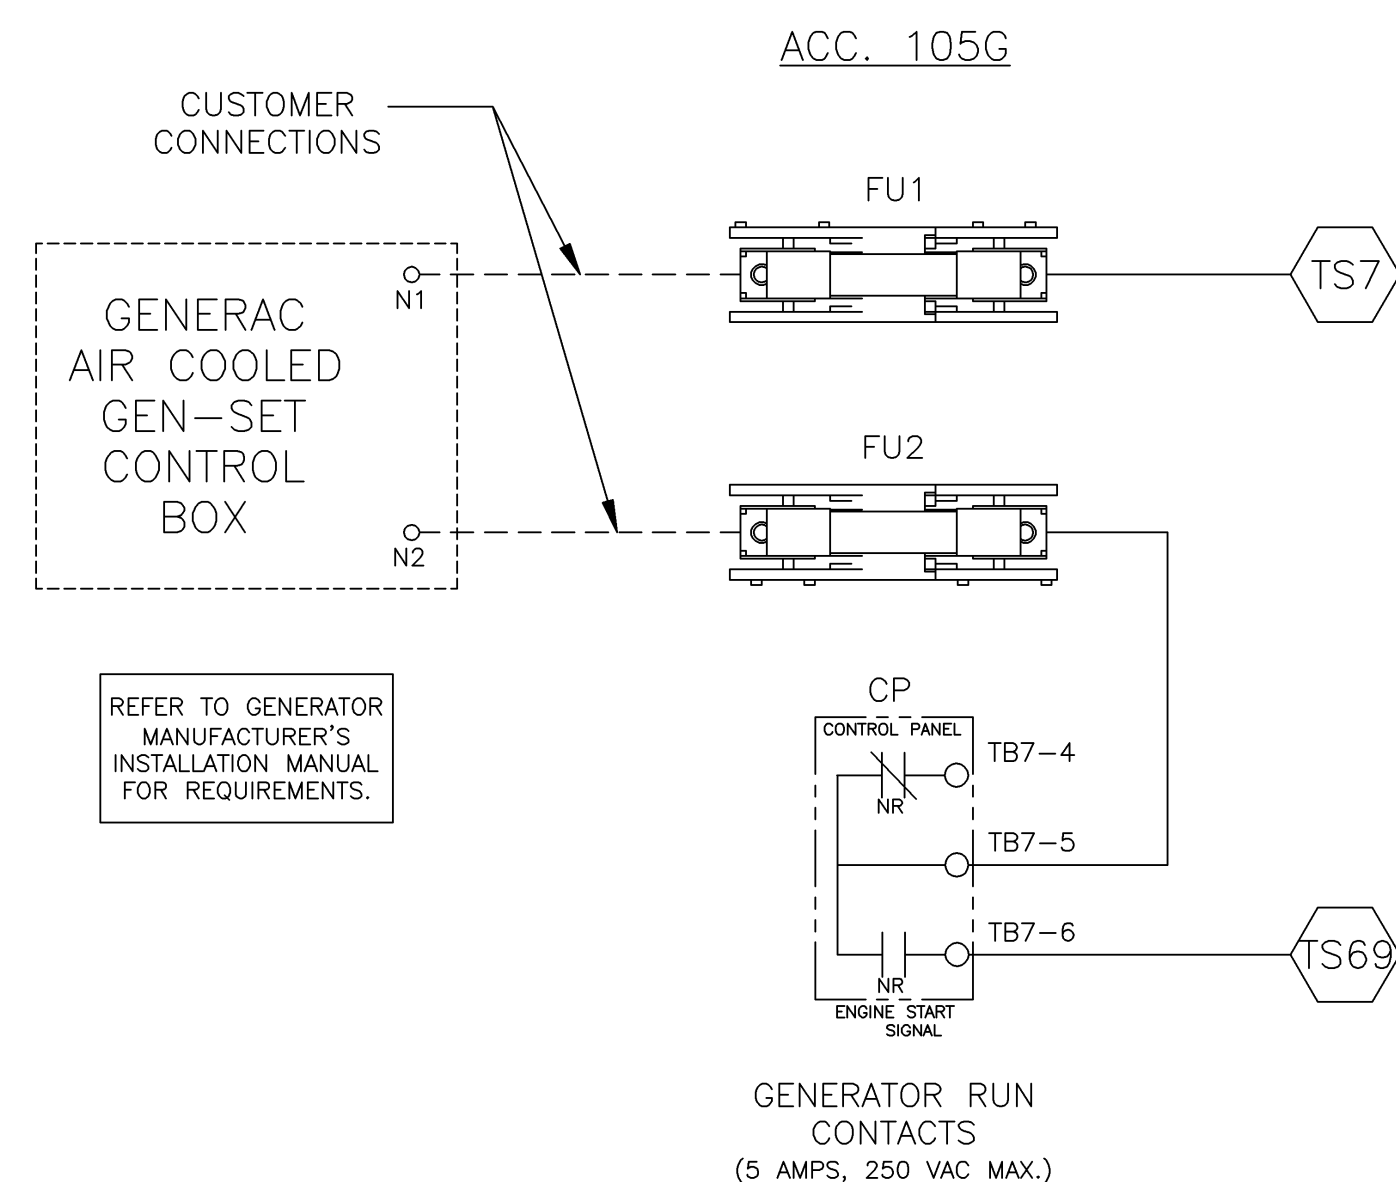 ACC. 105G
CUSTOMER
CONNECTIONS
FU1
TS7
N1
GENERAC
AIR COOLED
GEN-SET
CONTROL
BOX
FU2
N2
REFER TO GENERATOR
MANUFACTURER'S
INSTALLATION MANUAL
FOR REQUIREMENTS.
CP
CONTROL PANEL
TB7-4
NR
TB7-5
TB7-6
NR
TS69
ENGINE START
SIGNAL
GENERATOR RUN
CONTACTS
(5 AMPS, 250 VAC MAX.)